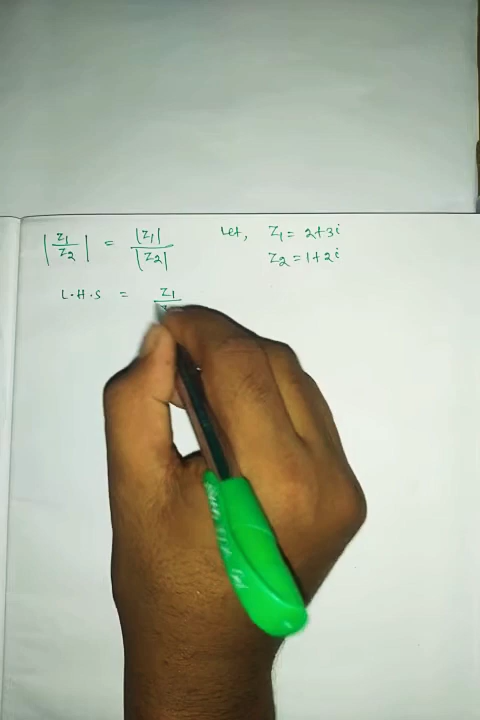 |z1/z2| = |z1|/|z2| Let, z1 = 2+3i
z2 = 1+2i
L.H.S = z1